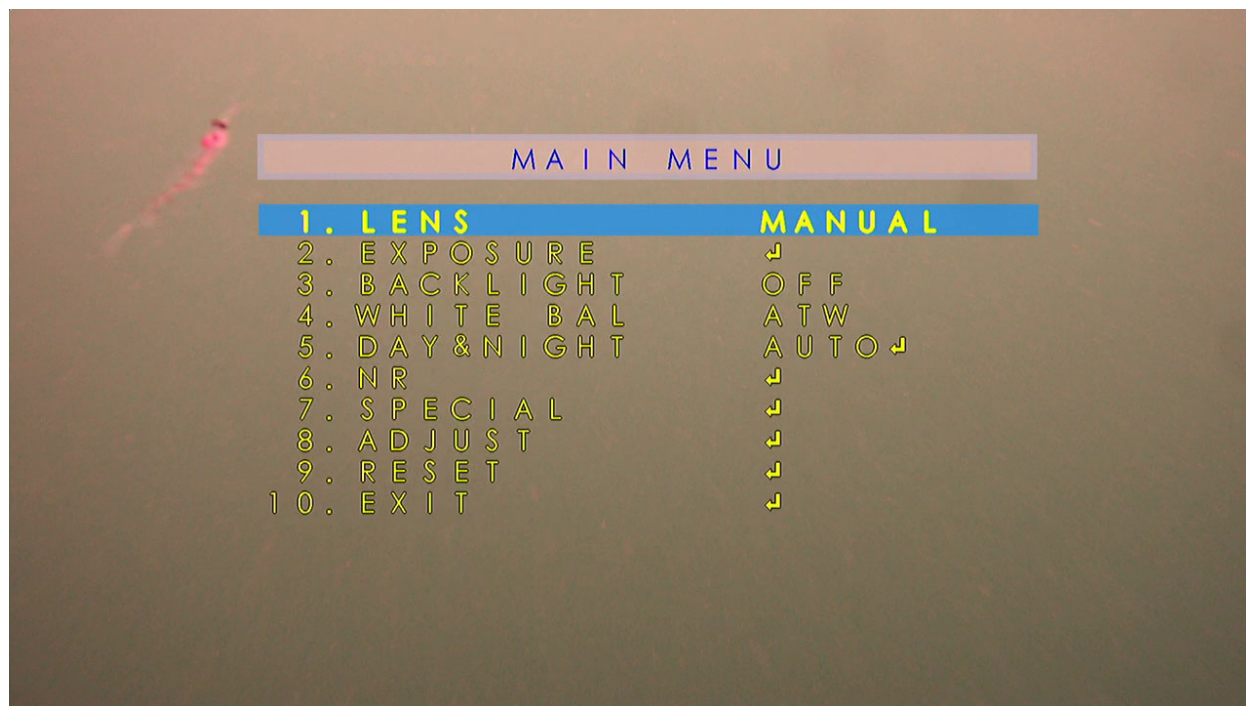 MAIN MENU
1. LENS MANUAL
2. EXPOSURE ↲
3. BACKLIGHT OFF
4. WHITE BAL ATW
5. DAY&NIGHT AUTO↲
6. NR ↲
7. SPECIAL ↲
8. ADJUST ↲
9. RESET ↲
10. EXIT ↲